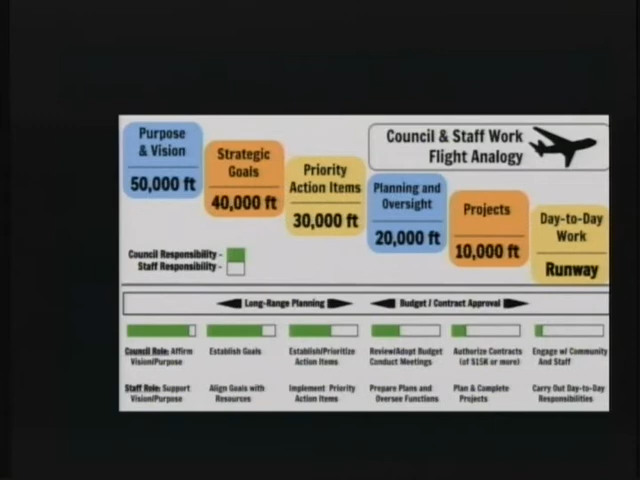 Purpose
& Vision
50,000 ft
Strategic
Goals
40,000 ft
Priority
Action Items
30,000 ft
Council & Staff Work
Flight Analogy
Planning and
Oversight
20,000 ft
Projects
10,000 ft
Day-to-Day
Work
Runway
Council Responsibility -
Staff Responsibility -
Long-Range Planning
Budget / Contract Approval
Council Role: Affirm
Vision/Purpose
Establish Goals
Establish/Prioritize
Action Items
Review/Adopt Budget
Conduct Meetings
Authorize Contracts
(of $15K or more)
Engage w/ Community
And Staff
Staff Role: Support
Vision/Purpose
Align Goals with
Resources
Implement Priority
Action Items
Prepare Plans and
Oversee Functions
Plan & Complete
Projects
Carry Out Day-to-Day
Responsibilities